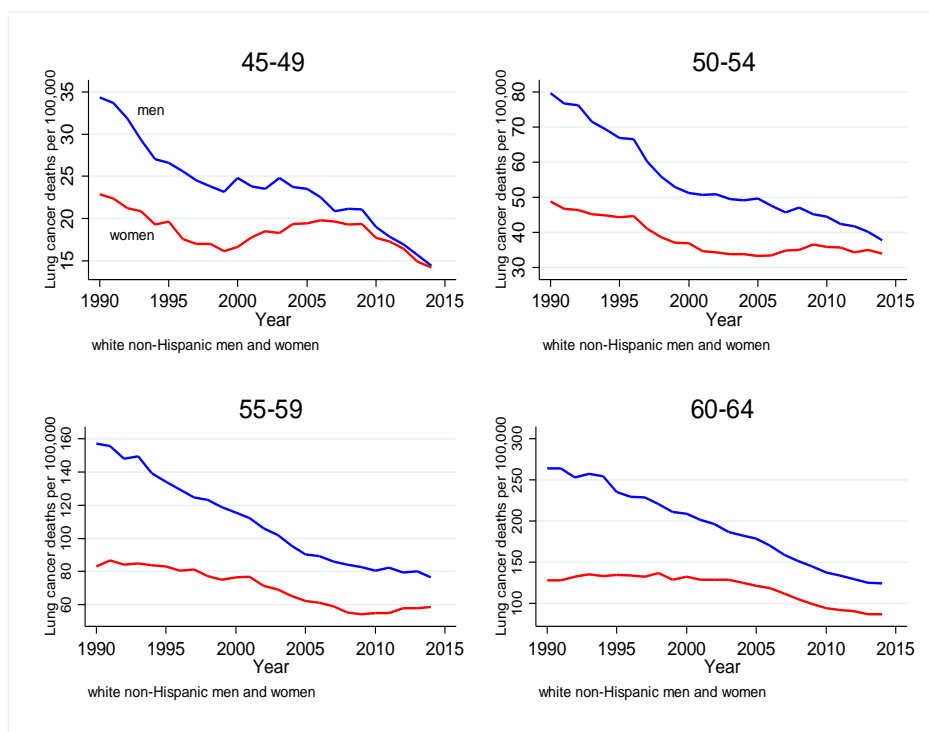 45-49
Lung cancer deaths per 100,000
35
30
25
20
15
men
women
1990 1995 2000 2005 2010 2015
Year
white non-Hispanic men and women
50-54
Lung cancer deaths per 100,000
80
70
60
50
40
30
1990 1995 2000 2005 2010 2015
Year
white non-Hispanic men and women
55-59
Lung cancer deaths per 100,000
160
140
120
100
80
60
1990 1995 2000 2005 2010 2015
Year
white non-Hispanic men and women
60-64
Lung cancer deaths per 100,000
300
250
200
150
100
1990 1995 2000 2005 2010 2015
Year
white non-Hispanic men and women